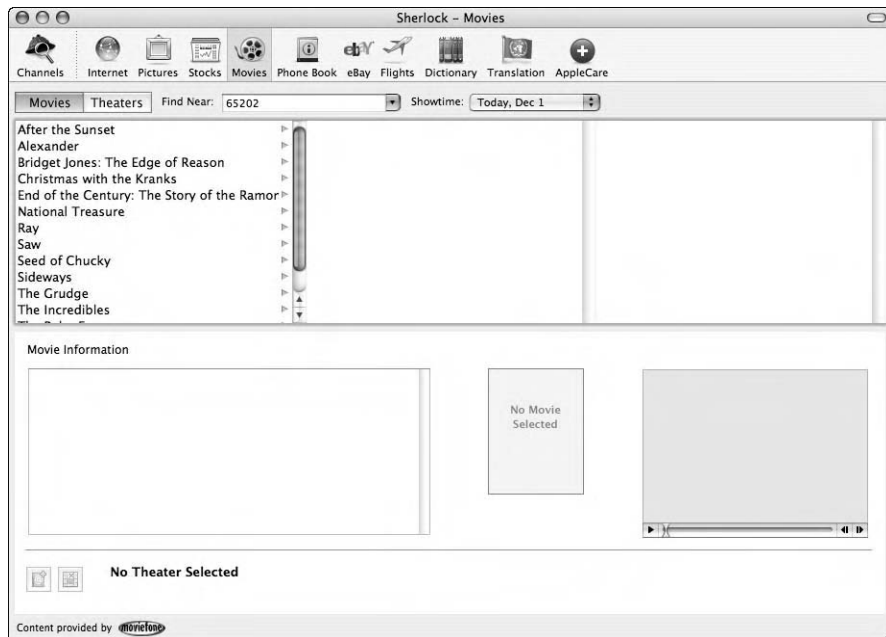 Sherlock – Movies
Channels Internet Pictures Stocks Movies Phone Book eBay Flights Dictionary Translation AppleCare
Movies Theaters Find Near: 65202 Showtime: Today, Dec 1
After the Sunset
Alexander
Bridget Jones: The Edge of Reason
Christmas with the Kranks
End of the Century: The Story of the Ramor
National Treasure
Ray
Saw
Seed of Chucky
Sideways
The Grudge
The Incredibles
Movie Information
No Movie
Selected
No Theater Selected
Content provided by moviefone